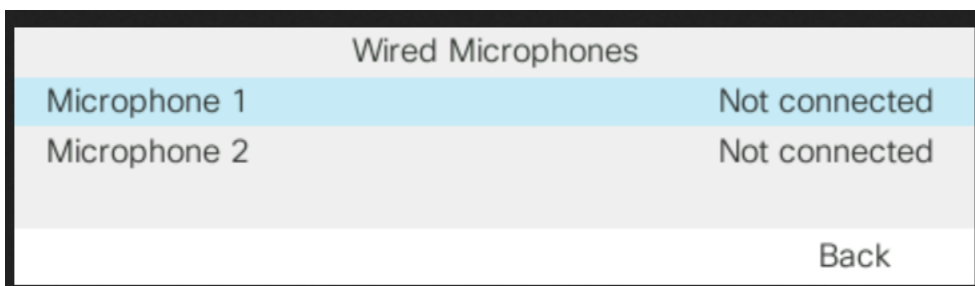 Wired Microphones
Microphone 1 Not connected
Microphone 2 Not connected
Back